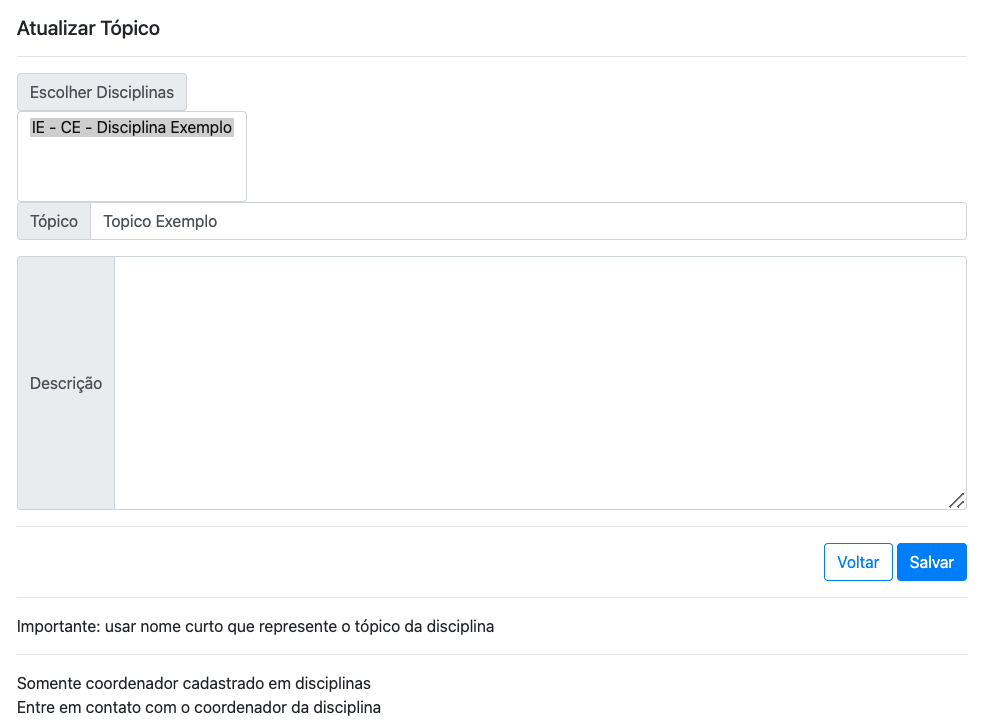 Atualizar Tópico
Escolher Disciplinas
IE - CE - Disciplina Exemplo
Tópico Topico Exemplo
Descrição
Voltar Salvar
Importante: usar nome curto que represente o tópico da disciplina
Somente coordenador cadastrado em disciplinas
Entre em contato com o coordenador da disciplina